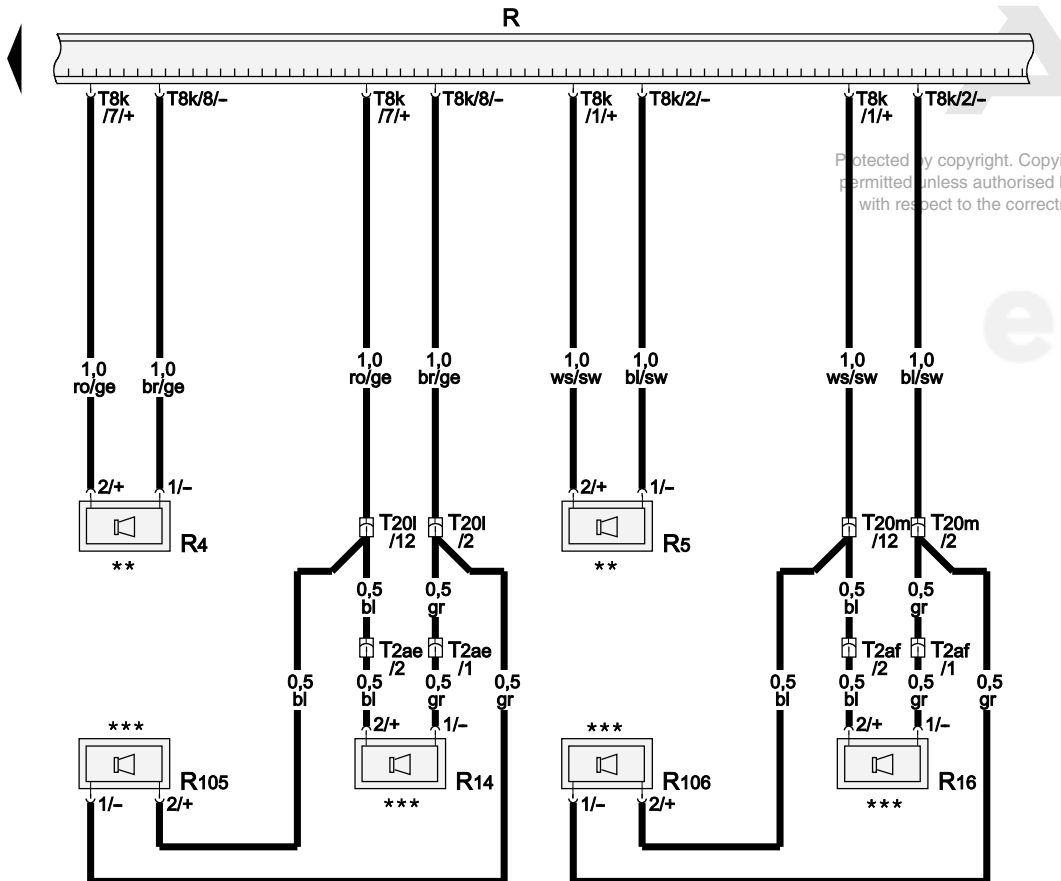 R
T8k T8k/8/– T8k T8k/8/– T8k T8k/2/– T8k T8k/2/–
/7/+ /7/+ /1/+ /1/+
Protected by copyright. Copyi
permitted unless authorised
with respect to the correct
1,0 1,0 1,0 1,0 1,0 1,0 1,0 1,0
ro/ge br/ge ro/ge br/ge ws/sw bl/sw ws/sw bl/sw
2/+ 1/– 2/+ 1/–
T20l T20l T20m T20m
/12 /2 /12 /2
R4 R5
** **
0,5 0,5 0,5 0,5
bl gr bl gr
T2ae T2ae T2af T2af
/2 /1 /2 /1
0,5 0,5 0,5 0,5 0,5 0,5 0,5 0,5
bl bl gr gr bl bl gr gr
*** 2/+ 1/– *** 2/+ 1/–
R105 R14 R106 R16
1/– 2/+ *** 1/– 2/+ ***